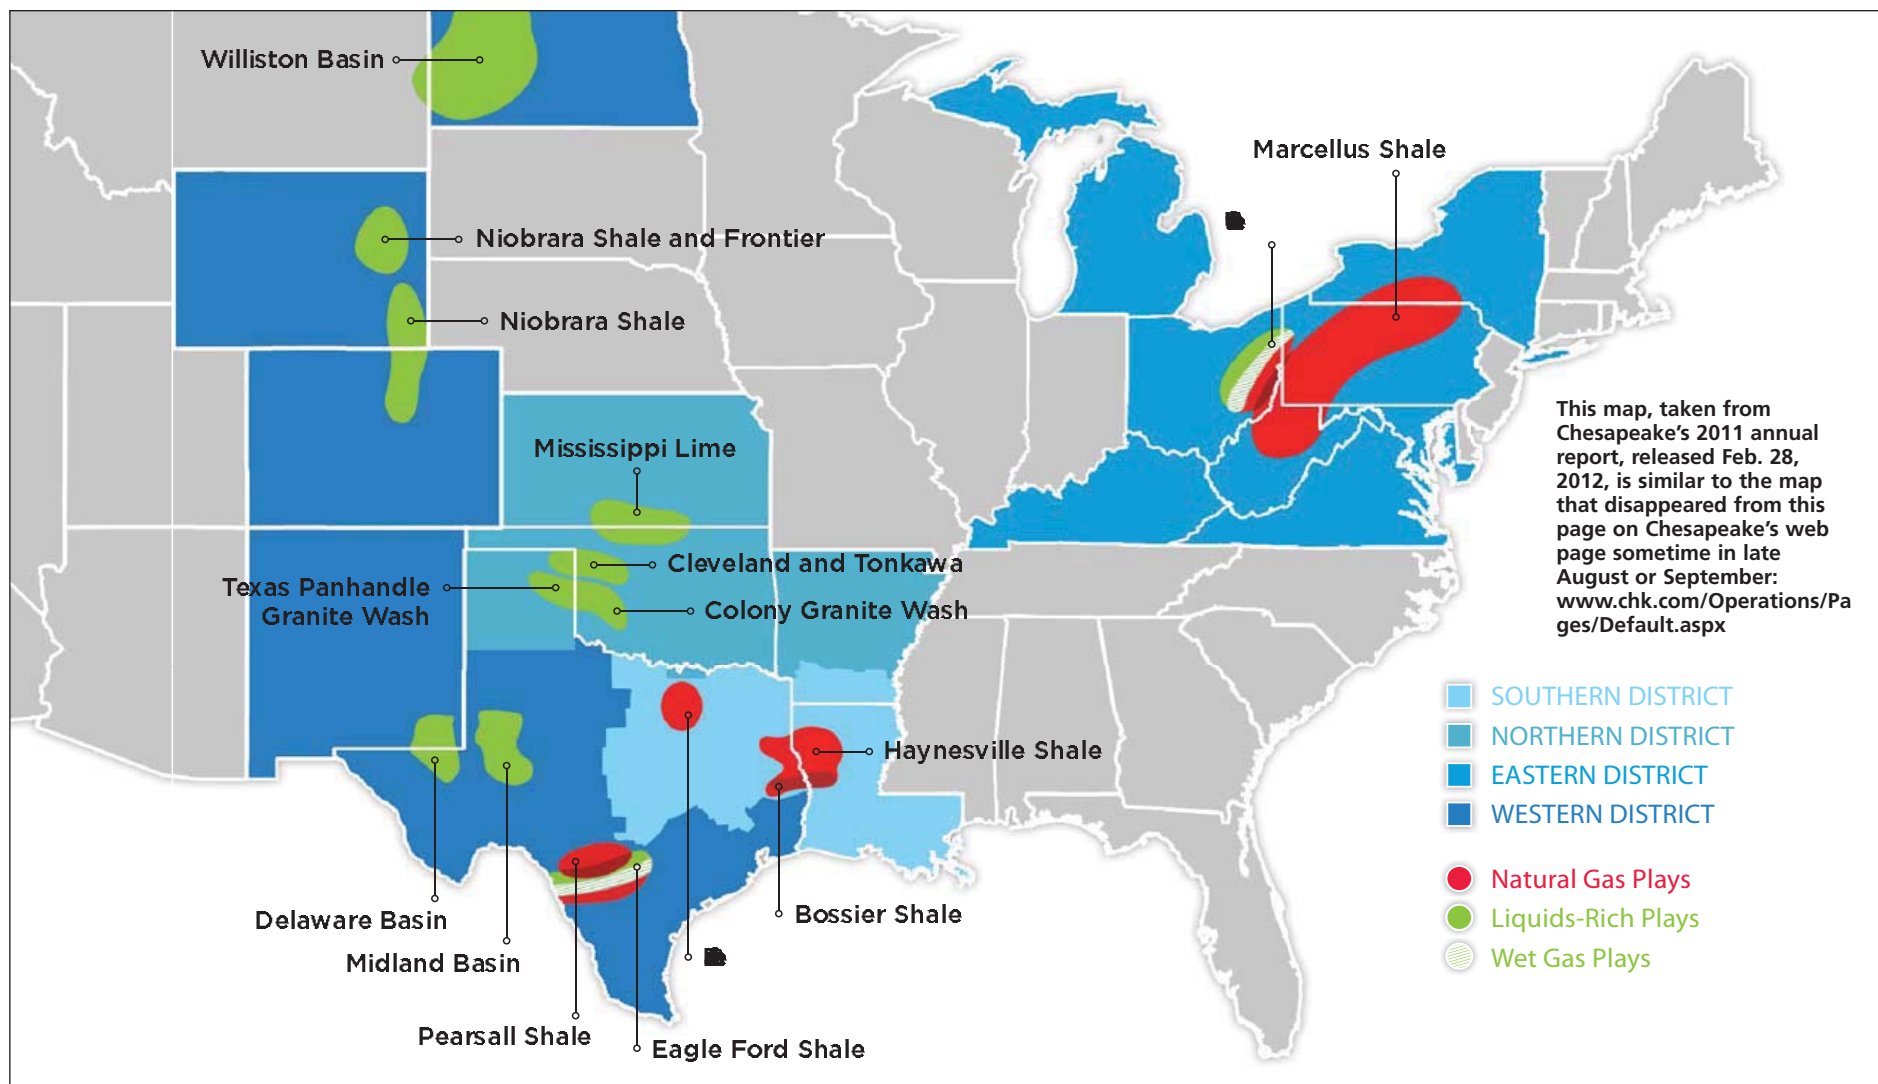 Williston Basin
Marcellus Shale
Niobrara Shale and Frontier
Niobrara Shale
This map, taken from
Chesapeake's 2011 annual
report, released Feb. 28,
2012, is similar to the map
that disappeared from this
page on Chesapeake's web
page sometime in late
August or September:
www.chk.com/Operations/Pa
ges/Default.aspx
Mississippi Lime
Cleveland and Tonkawa
Texas Panhandle
Granite Wash
Colony Granite Wash
Haynesville Shale
Delaware Basin
Midland Basin
Bossier Shale
Pearsall Shale
Eagle Ford Shale
SOUTHERN DISTRICT
NORTHERN DISTRICT
EASTERN DISTRICT
WESTERN DISTRICT
Natural Gas Plays
Liquids-Rich Plays
Wet Gas Plays